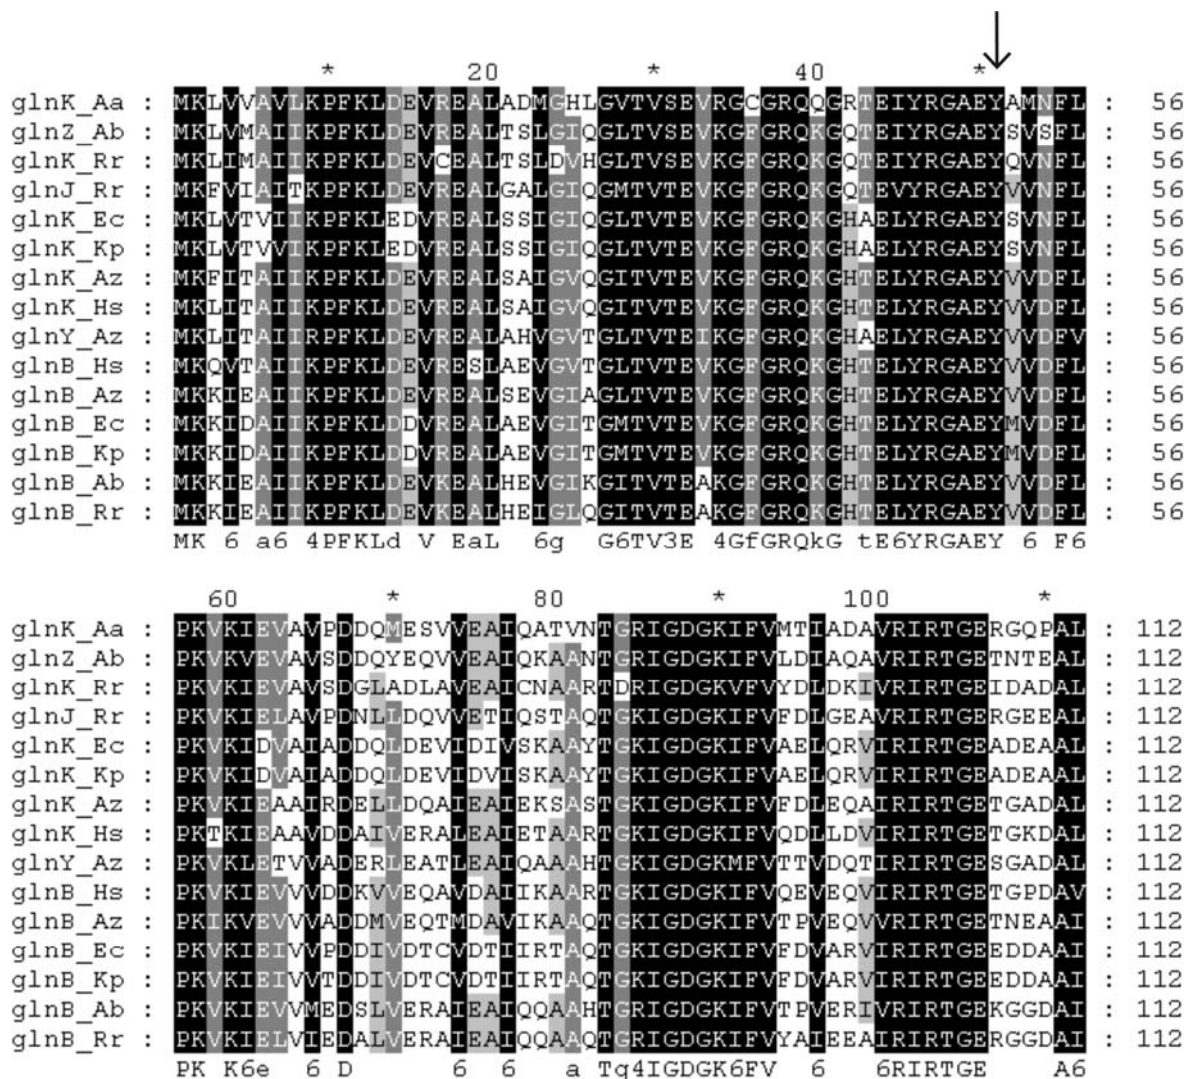 * 20 * 40 *
glnK_Aa : MKLVVAVLKPFKLDEVREALADMGHLGVTVSEVRGCGRQQGRTEIYRGAEYAMNFL : 56
glnZ_Ab : MKLVMAIIKPFKLDEVREALTSLGIQGLTVSEVKGFGRQKGQTEIYRGAEYSVSFL : 56
glnK_Rr : MKLIMAIIKPFKLDEVCEALTSLDVHGLTVSEVKGFGRQKGQTEIYRGAEYQVNFL : 56
glnJ_Rr : MKFVIAITKPFKLDEVREALGALGIQGMTVTEVKGFGRQKGQTEVYRGAEYVVNFL : 56
glnK_Ec : MKLVTVIIKPFKLEDVREALSSIGIQGLTVTEVKGFGRQKGHAELYRGAEYSVNFL : 56
glnK_Kp : MKLVTVVIKPFKLEDVREALSSIGIQGLTVTEVKGFGRQKGHAELYRGAEYSVNFL : 56
glnK_Az : MKFITAIIKPFKLDEVREALSAIGVQGITVTEVKGFGRQKGHTELYRGAEYVVDFL : 56
glnK_Hs : MKLITAIIKPFKLDEVREALSAIGVQGITVTEVKGFGRQKGHTELYRGAEYVVDFL : 56
glnY_Az : MKLITAIIRPFKLDEVREALAHVGVTGLTVTEIKGFGRQKGHAELYRGAEYVVDFV : 56
glnB_Hs : MKQVTAIIKPFKLDEVRESLAEVGVTGLTVTEVKGFGRQKGHTELYRGAEYVVDFL : 56
glnB_Az : MKKIEAIIKPFKLDEVREALSEVGIAGLTVTEVKGFGRQKGHTELYRGAEYVVDFL : 56
glnB_Ec : MKKIDAIIKPFKLDDVREALAEVGITGMTVTEVKGFGRQKGHTELYRGAEYMVDFL : 56
glnB_Kp : MKKIDAIIKPFKLDDVREALAEVGITGMTVTEVKGFGRQKGHTELYRGAEYMVDFL : 56
glnB_Ab : MKKIEAIIKPFKLDEVKEALHEVGIKGITVTEAKGFGRQKGHTELYRGAEYVVDFL : 56
glnB_Rr : MKKIEAIIKPFKLDEVKEALHEIGLQGITVTEAKGFGRQKGHTELYRGAEYVVDFL : 56
MK 6 a6 4PFKLd V EaL 6g G6TV3E 4GfGRQkG tE6YRGAEY 6 F6
60 * 80 * 100 *
glnK_Aa : PKVKIEVAVPDDQMESVVEAIQATVNTGRIGDGKIFVMTIADAVRIRTGERGQPAL : 112
glnZ_Ab : PKVKVEVAVSDDQYEQVVEAIQKAANTGRIGDGKIFVLDIAQAVRIRTGETNTEAL : 112
glnK_Rr : PKVKIEVAVSDGLADLAVEAICNAARTDRIGDGKVFVYDLDKIVRIRTGEIDADAL : 112
glnJ_Rr : PKVKIELAVPDNLLDQVVETIQSTAQTGRIGDGKIFVFDLGEAVRIRTGERGEEAL : 112
glnK_Ec : PKVKIDVAIADDQLDEVIDIVSKAAYTGKIGDGKIFVAELQRVIRIRTGEADEAAL : 112
glnK_Kp : PKVKIDVAIADDQLDEVIDVISKAAYTGKIGDGKIFVAELQRVIRIRTGEADEAAL : 112
glnK_Az : PKVKIEAAIRDELLDQAIEAIEKSASTGKIGDGKIFVFDLEQAIRIRTGETGADAL : 112
glnK_Hs : PKTKIEAAVDDAIVERALEAIETAARTGKIGDGKIFVQDLLDVIRIRTGETGKDAL : 112
glnY_Az : PKVKLETVVADERLEATLEAIQAAAHTGKIGDGKMFVTTVDQTIRIRTGESGADAL : 112
glnB_Hs : PKVKIEVVVDDKVVEQAVDAIIKAARTGKIGDGKIFVQEVEQVIRIRTGETGPDAV : 112
glnB_Az : PKIKVEVVVADDMVEQTMDAVIKAAQTGKIGDGKIFVTPVEQVVRIRTGETNEAAI : 112
glnB_Ec : PKVKIEIVVPDDIVDTCVDTIIRTAQTGKIGDGKIFVFDVARVIRIRTGEEDDAAI : 112
glnB_Kp : PKVKIEIVVTDDIVDTCVDTIIRTAQTGKIGDGKIFVFDVARVIRIRTGEEDDAAI : 112
glnB_Ab : PKVKIEVVMEDSLVERAIEAIQQAAHTGRIGDGKIFVTPVERIVRIRTGEKGGDAI : 112
glnB_Rr : PKVKIELVIEDALVERAIEAIQQAAQTGRIGDGKIFVYAIEEAIRIRTGERGGDAI : 112
PK K6e 6 D 6 6 a Tg4IGDGK6FV 6 6RIRTGE A6